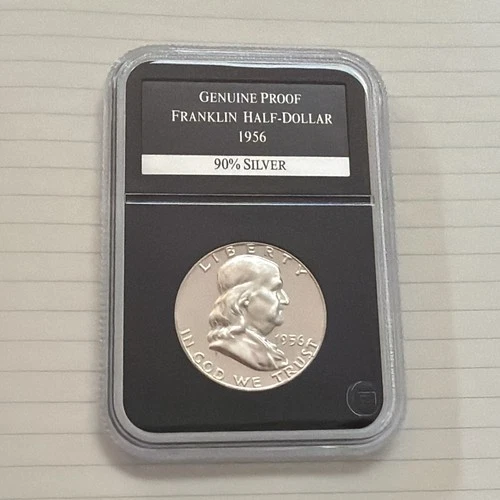 GENUINE PROOF
FRANKLIN HALF-DOLLAR
1956
90% SILVER
LIBERTY
1956
IN GOD WE TRUST